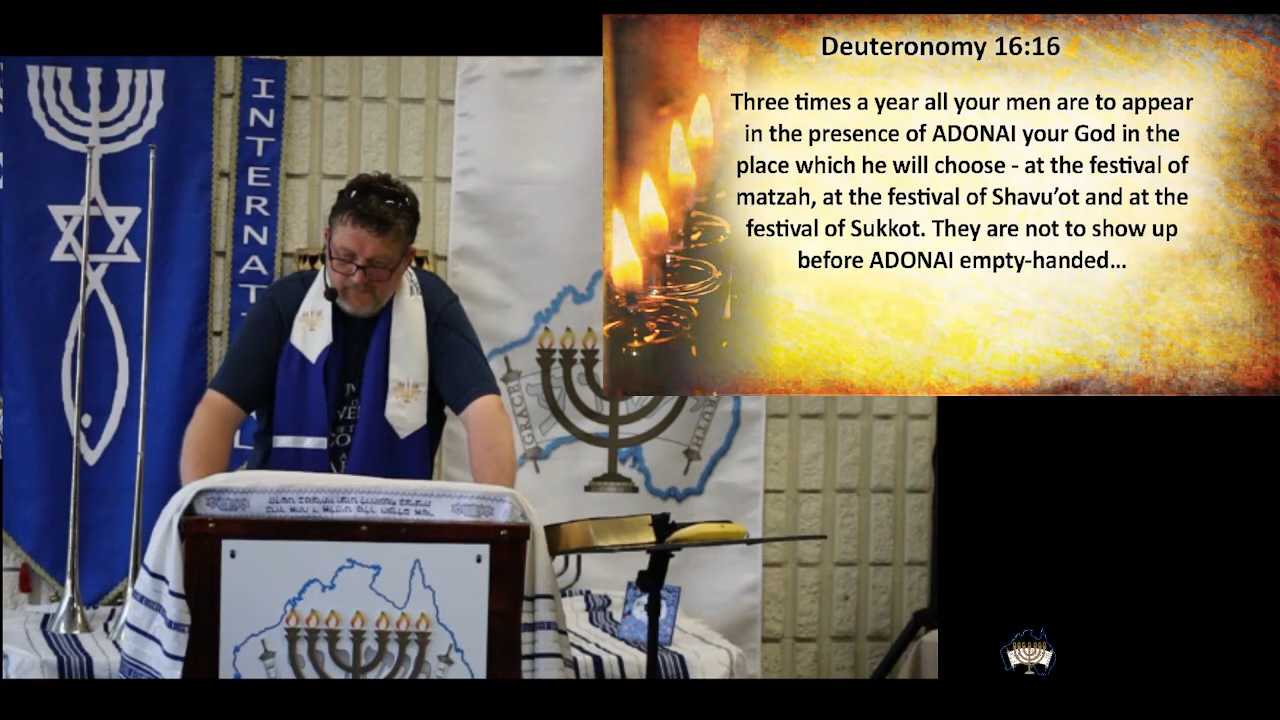 Deuteronomy 16:16
Three times a year all your men are to appear
in the presence of ADONAI your God in the
place which he will choose - at the festival of
matzah, at the festival of Shavu’ot and at the
festival of Sukkot. They are not to show up
before ADONAI empty-handed...
INTERNAT
GRACE
TRUTH